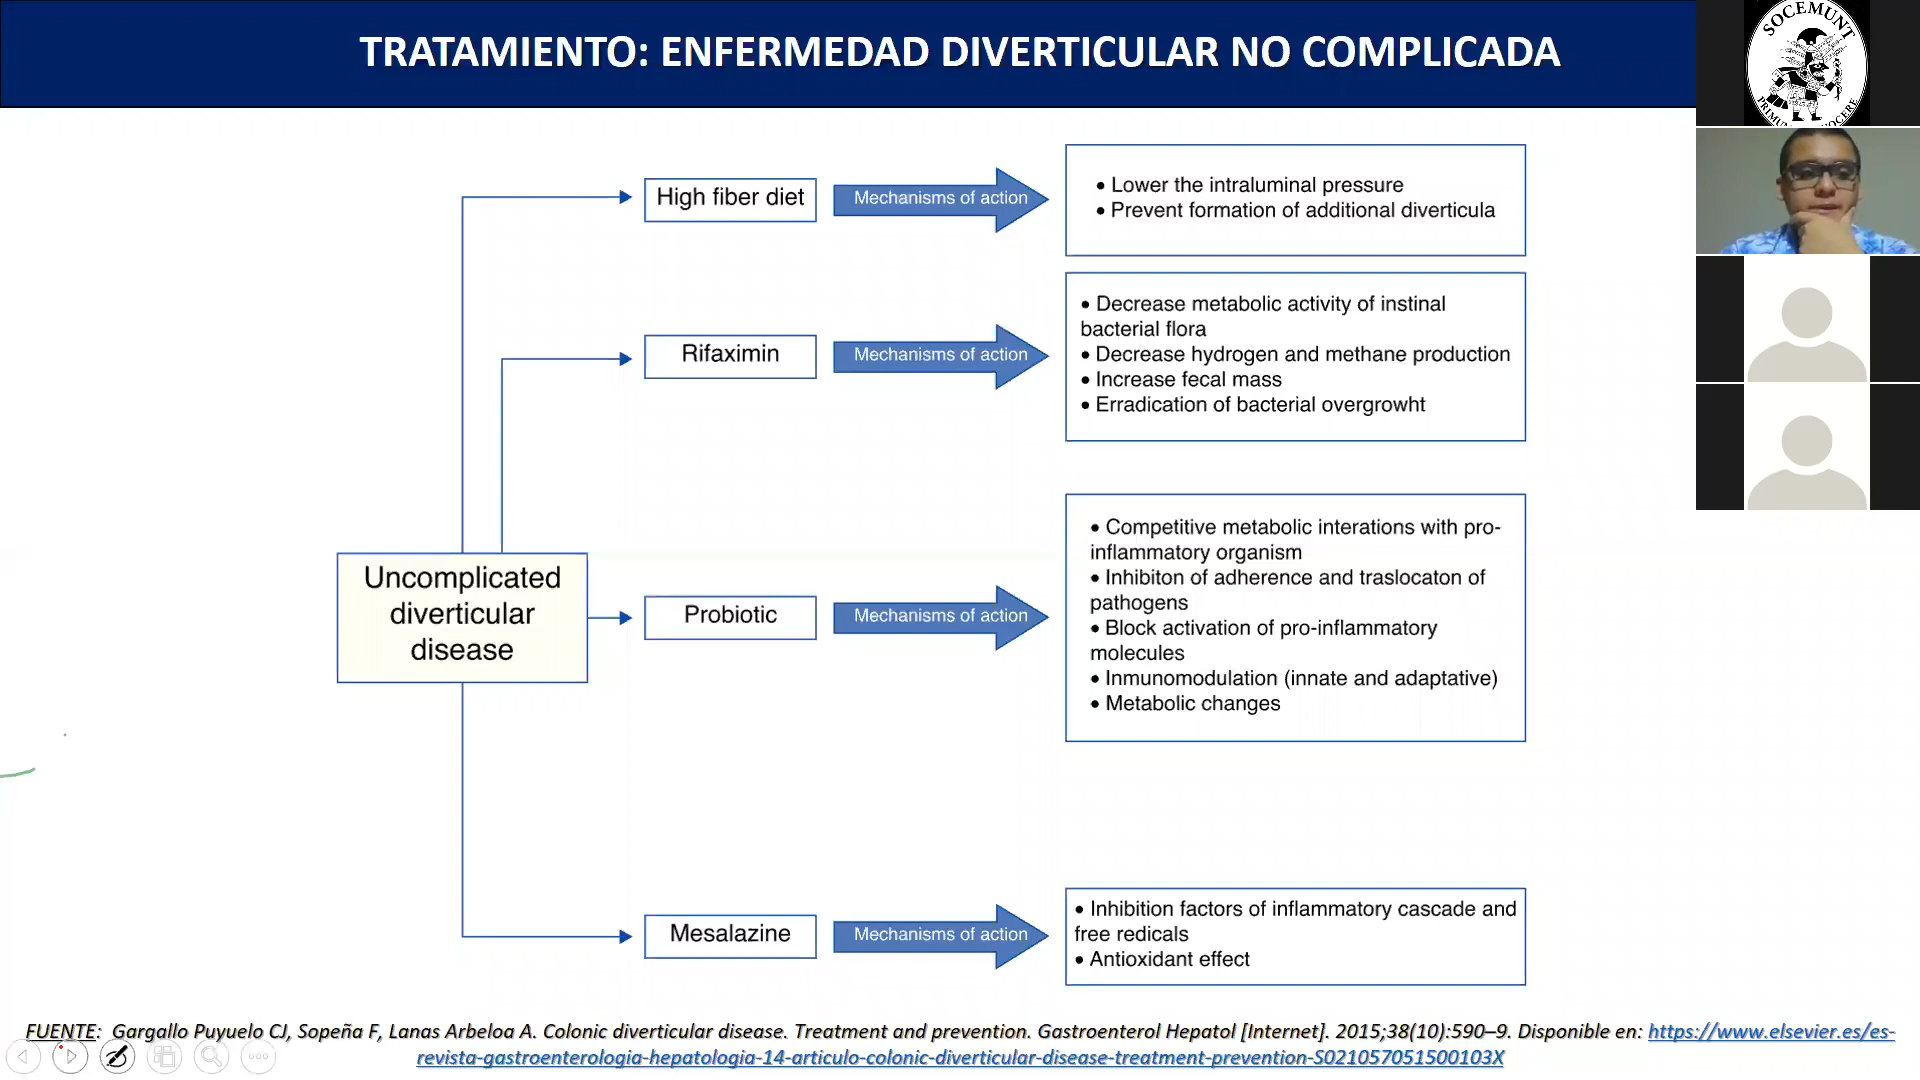 TRATAMIENTO: ENFERMEDAD DIVERTICULAR NO COMPLICADA
SOCEMUNT
High fiber diet
Mechanisms of action
• Lower the intraluminal pressure
• Prevent formation of additional diverticula
Rifaximin
Mechanisms of action
• Decrease metabolic activity of instinal
bacterial flora
• Decrease hydrogen and methane production
• Increase fecal mass
• Erradication of bacterial overgrowht
Uncomplicated
diverticular
disease
Probiotic
Mechanisms of action
• Competitive metabolic interations with pro-
inflammatory organism
• Inhibiton of adherence and traslocaton of
pathogens
• Block activation of pro-inflammatory
molecules
• Inmunomodulation (innate and adaptative)
• Metabolic changes
Mesalazine
Mechanisms of action
• Inhibition factors of inflammatory cascade and
free redicals
• Antioxidant effect
FUENTE: Gargallo Puyuelo CJ, Sopeña F, Lanas Arbeloa A. Colonic diverticular disease. Treatment and prevention. Gastroenterol Hepatol [Internet]. 2015;38(10):590–9. Disponible en: https://www.elsevier.es/es-
revista-gastroenterologia-hepatologia-14-articulo-colonic-diverticular-disease-treatment-prevention-S021057051500103X